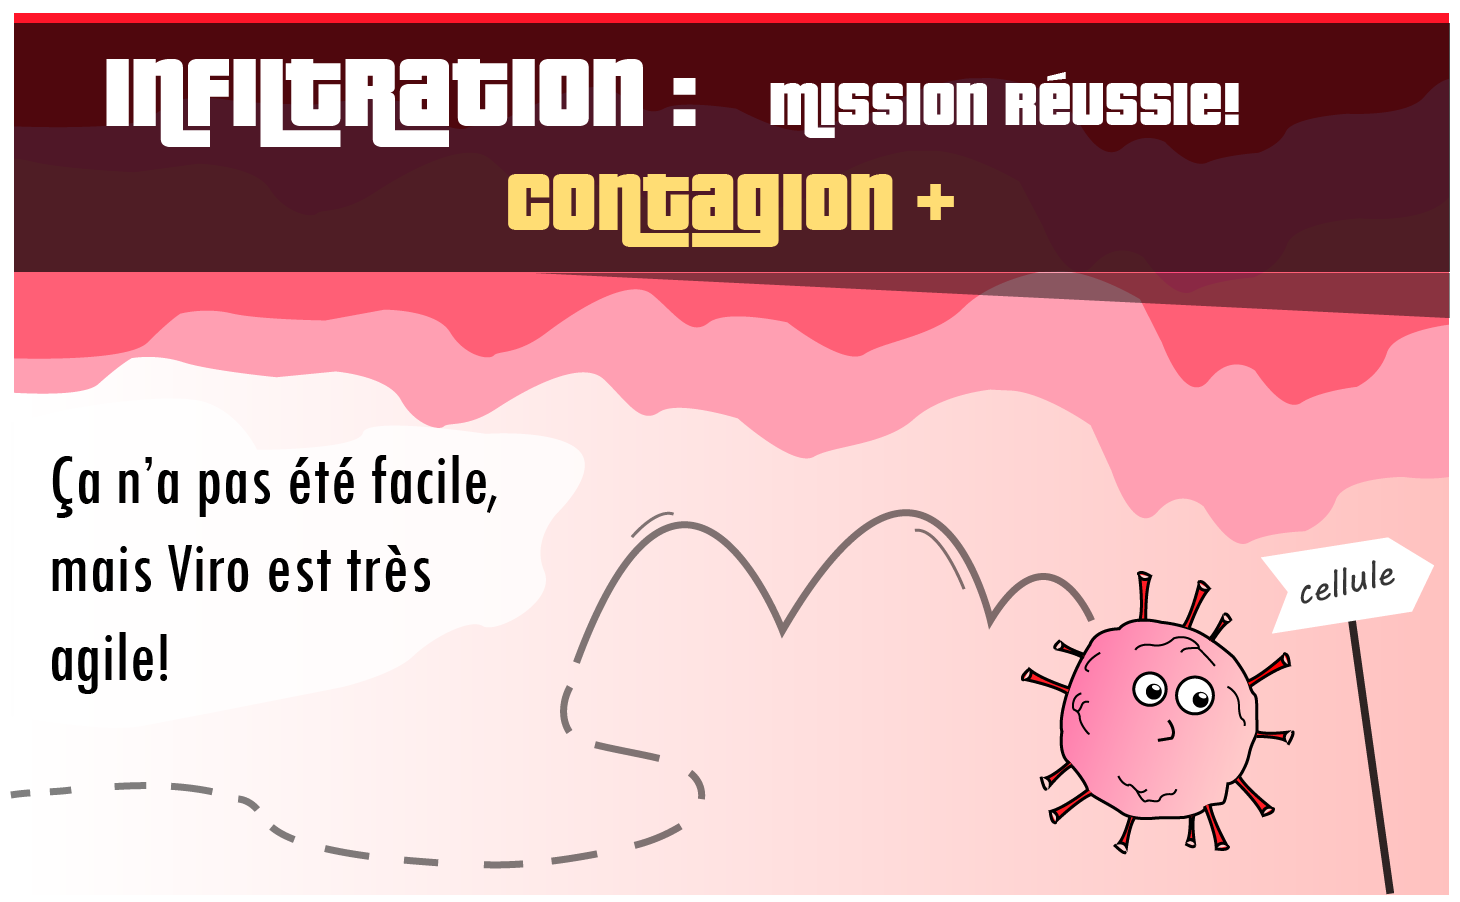 Infiltration : mission réussie!
contagion +
Ça n’a pas été facile,
mais Viro est très
agile!
cellule